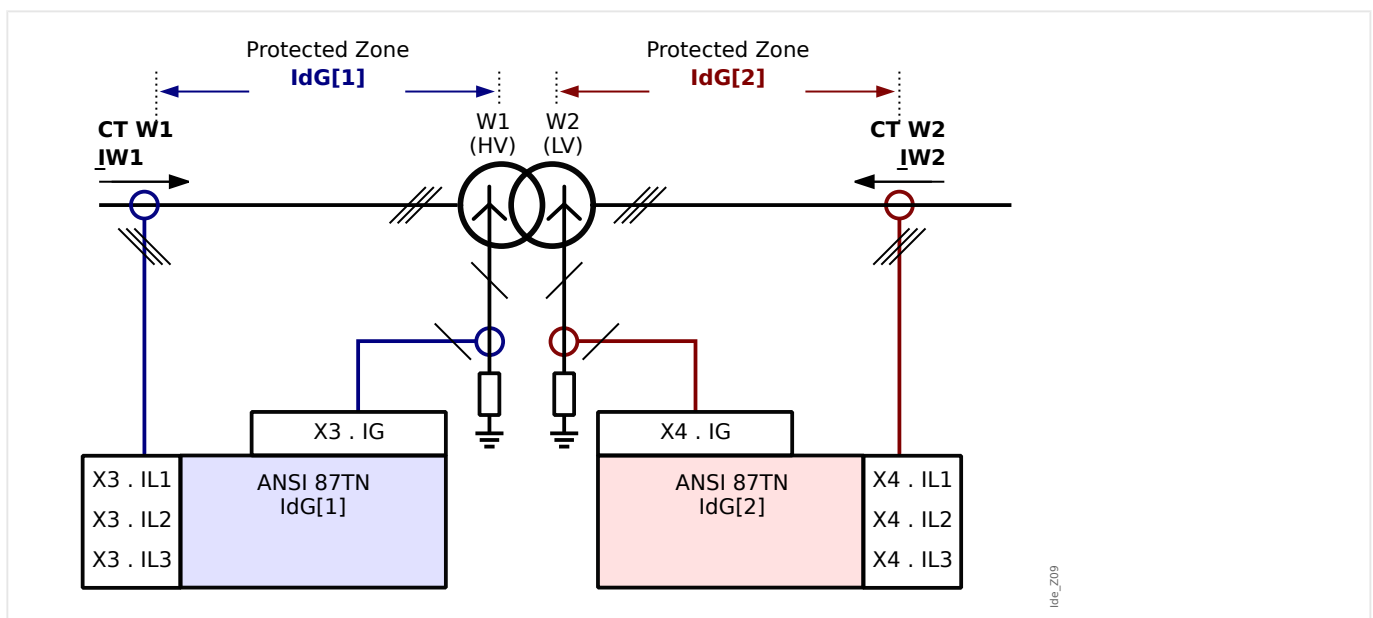 Protected Zone
IdG[1]
Protected Zone
IdG[2]
CT W1
IW1
W1
(HV)
W2
(LV)
CT W2
IW2
X3 . IG
X4 . IG
X3 . IL1
X3 . IL2
X3 . IL3
ANSI 87TN
IdG[1]
ANSI 87TN
IdG[2]
X4 . IL1
X4 . IL2
X4 . IL3
Ide_Z09